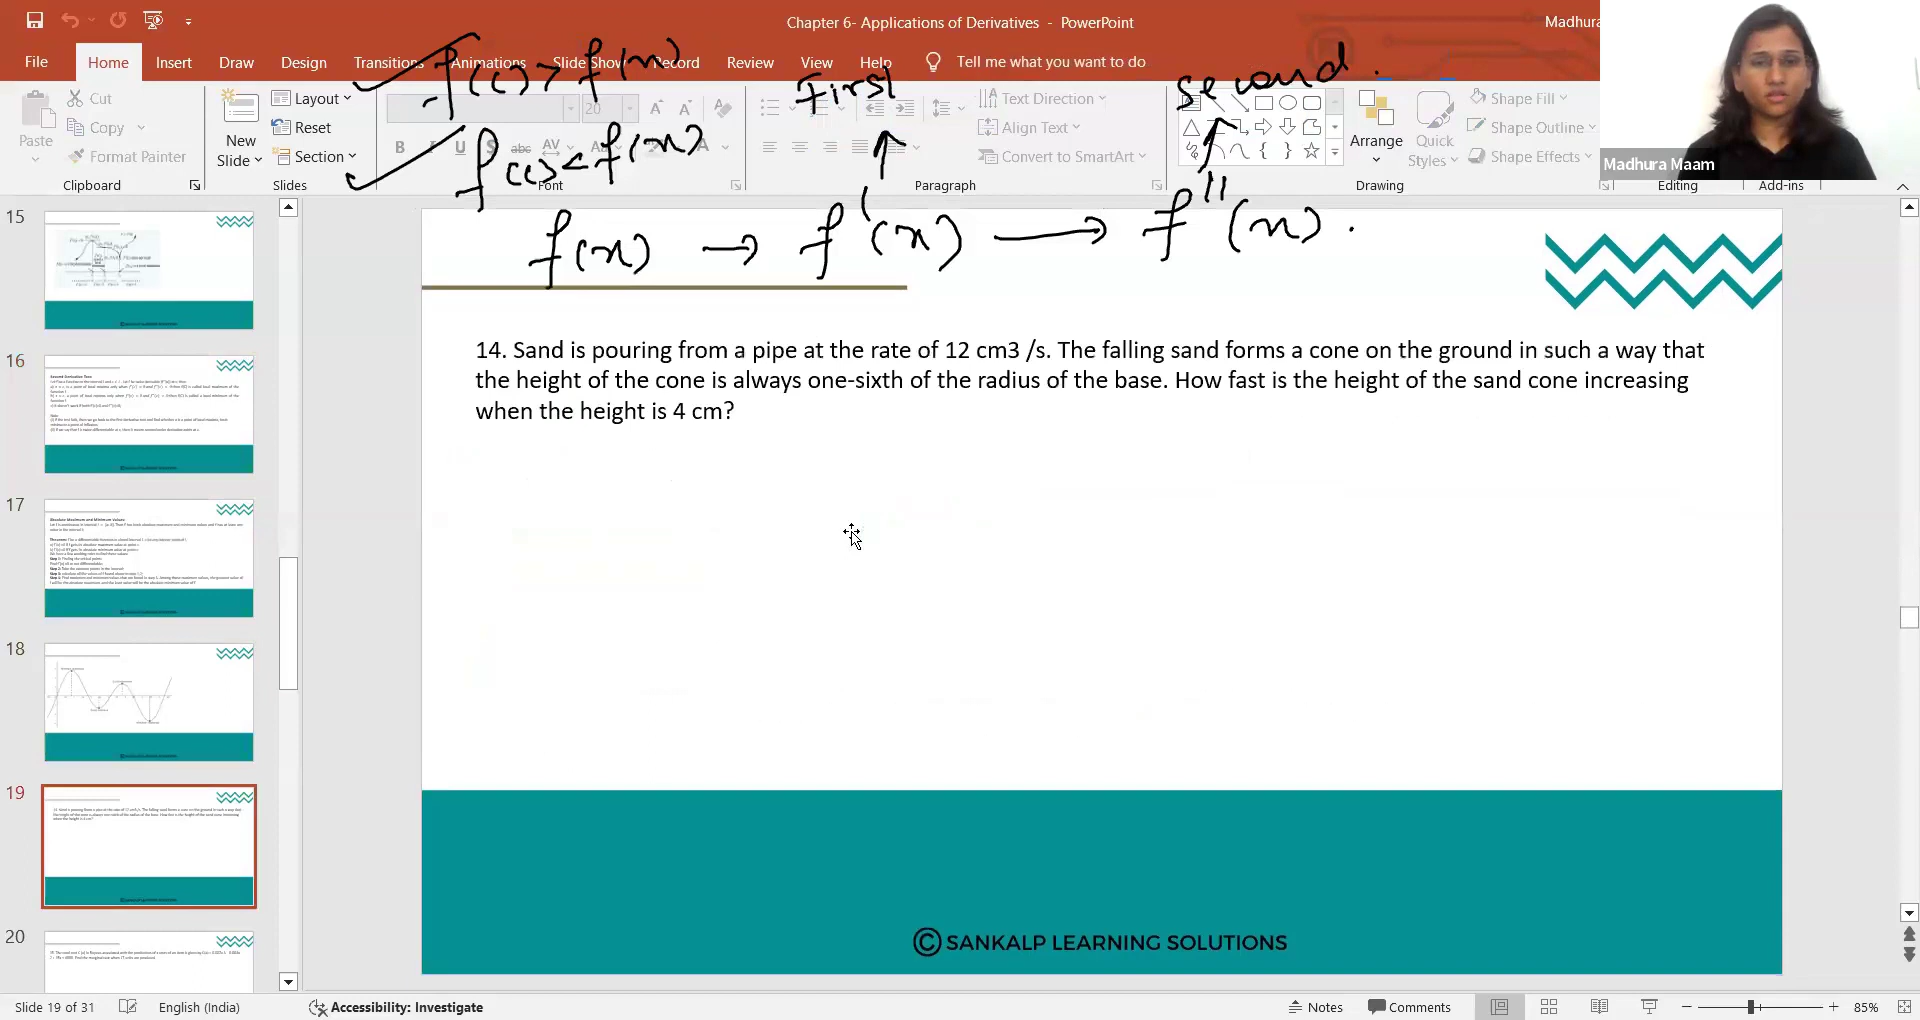 Chapter 6- Applications of Derivatives - PowerPoint
Madhura
File Home Insert Draw Design Transitions Animations Slide Show Record Review View Help Tell me what you want to do
f(c) > f(x)
f(c) < f(x)
First
second.
f(x) → f'(x) → f''(x).
Paste
Cut
Copy
Format Painter
Clipboard
New Slide
Layout
Reset
Section
Slides
20
B I U S abc AV Aa A
Font
Text Direction
Align Text
Convert to SmartArt
Paragraph
Arrange
Quick Styles
Shape Fill
Shape Outline
Shape Effects
Drawing
Editing
Add-ins
Madhura Maam
15
16
17
18
19
20
14. Sand is pouring from a pipe at the rate of 12 cm3 /s. The falling sand forms a cone on the ground in such a way that
the height of the cone is always one-sixth of the radius of the base. How fast is the height of the sand cone increasing
when the height is 4 cm?
© SANKALP LEARNING SOLUTIONS
Slide 19 of 31
English (India)
Accessibility: Investigate
Notes
Comments
85%